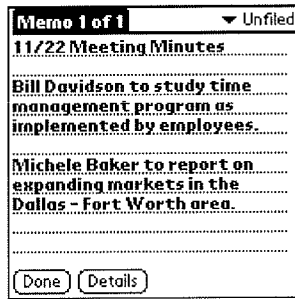 Memo 1 of 1 ▼ Unfiled
11/22 Meeting Minutes
Bill Davidson to study time
management program as
implemented by employees.
Michele Baker to report on
expanding markets in the
Dallas - Fort Worth area.
Done Details